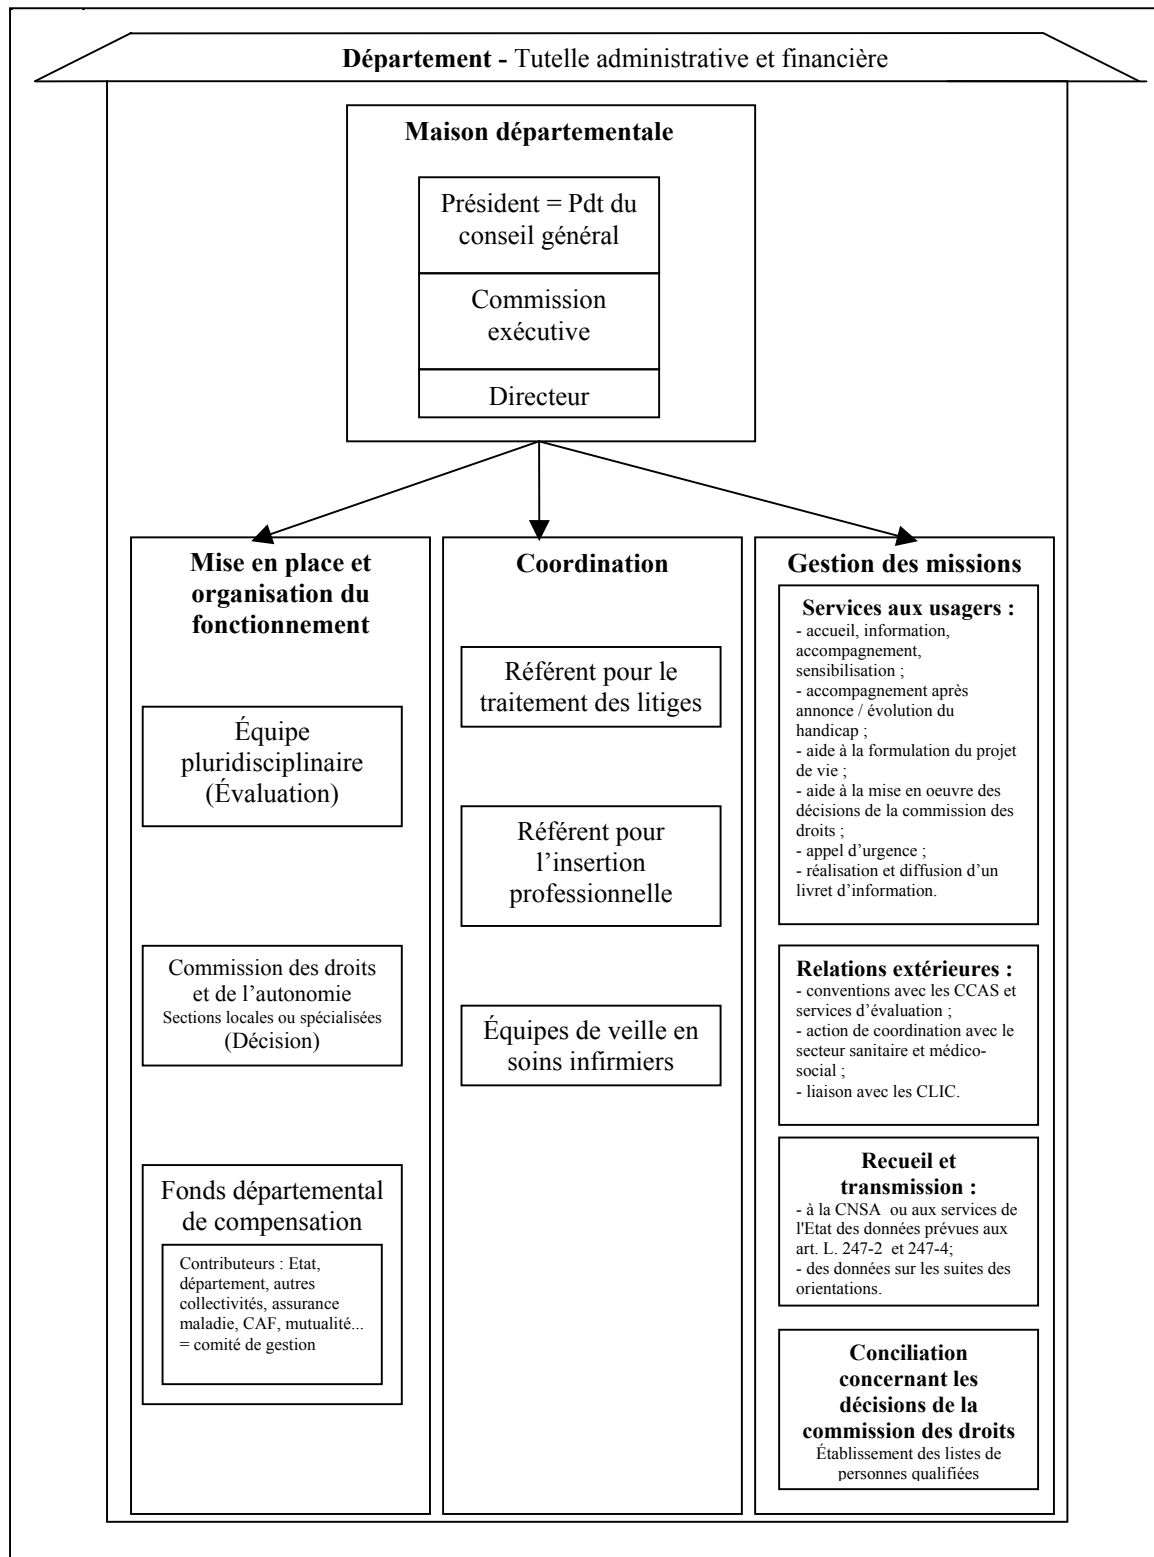 Département - Tutelle administrative et financière
Maison départementale
Président = Pdt du
conseil général
Commission
exécutive
Directeur
Mise en place et
organisation du
fonctionnement
Équipe
pluridisciplinaire
(Évaluation)
Commission des droits
et de l’autonomie
Sections locales ou spécialisées
(Décision)
Fonds départemental
de compensation
Contributeurs : Etat,
département, autres
collectivités, assurance
maladie, CAF, mutualité...
= comité de gestion
Coordination
Référent pour le
traitement des litiges
Référent pour
l’insertion
professionnelle
Équipes de veille en
soins infirmiers
Gestion des missions
Services aux usagers :
- accueil, information,
accompagnement,
sensibilisation ;
- accompagnement après
annonce / évolution du
handicap ;
- aide à la formulation du projet
de vie ;
- aide à la mise en oeuvre des
décisions de la commission des
droits ;
- appel d’urgence ;
- réalisation et diffusion d’un
livret d’information.
Relations extérieures :
- conventions avec les CCAS et
services d’évaluation ;
- action de coordination avec le
secteur sanitaire et médico-
social ;
- liaison avec les CLIC.
Recueil et
transmission :
- à la CNSA ou aux services de
l'Etat des données prévues aux
art. L. 247-2 et 247-4;
- des données sur les suites des
orientations.
Conciliation
concernant les
décisions de la
commission des droits
Établissement des listes de
personnes qualifiées